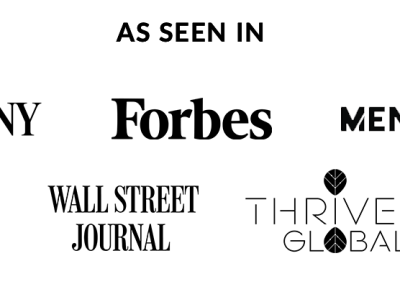 AS SEEN IN
NY Forbes MEN
WALL STREET
JOURNAL
THRIVE
GLOBAL